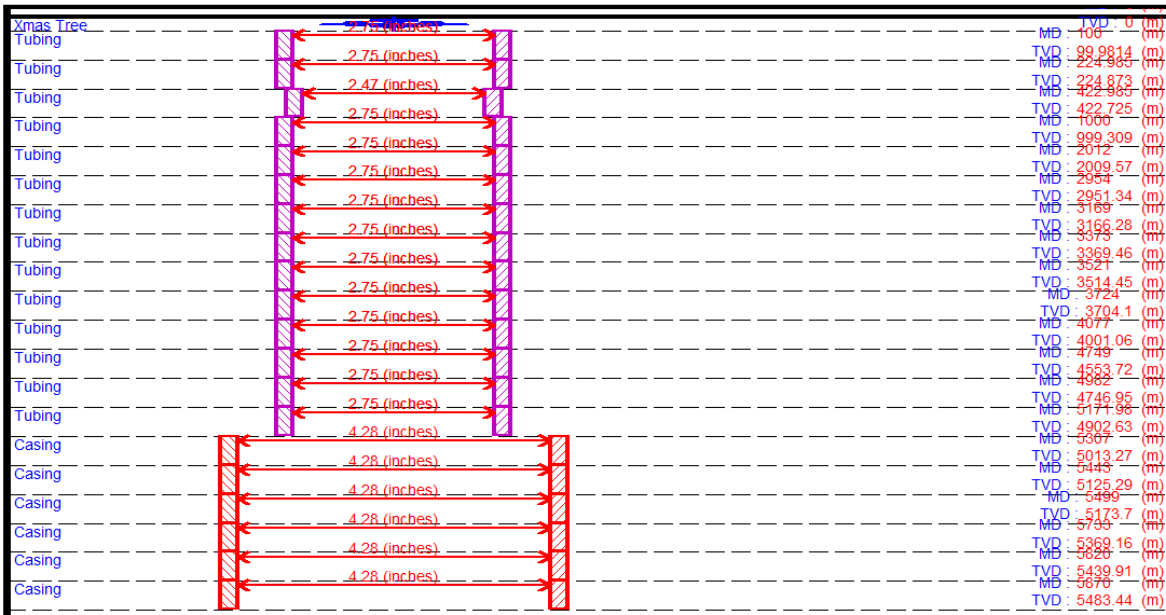 TVD : 0 (m)
Xmas Tree
2.75 (inches)
Tubing MD : 100 (m)
TVD : 99.9814 (m)
2.75 (inches)
Tubing MD : 224.985 (m)
TVD : 224.873 (m)
2.47 (inches)
Tubing MD : 422.985 (m)
TVD : 422.725 (m)
2.75 (inches)
Tubing MD : 1000 (m)
TVD : 999.309 (m)
2.75 (inches)
Tubing MD : 2012 (m)
TVD : 2009.57 (m)
2.75 (inches)
Tubing MD : 2954 (m)
TVD : 2951.34 (m)
2.75 (inches)
Tubing MD : 3169 (m)
TVD : 3166.28 (m)
2.75 (inches)
Tubing MD : 3373 (m)
TVD : 3369.46 (m)
2.75 (inches)
Tubing MD : 3521 (m)
TVD : 3514.45 (m)
2.75 (inches)
Tubing MD : 3724 (m)
TVD : 3704.1 (m)
2.75 (inches)
Tubing MD : 4077 (m)
TVD : 4001.06 (m)
2.75 (inches)
Tubing MD : 4749 (m)
TVD : 4553.72 (m)
2.75 (inches)
Tubing MD : 4982 (m)
TVD : 4746.95 (m)
2.75 (inches)
Tubing MD : 5171.98 (m)
TVD : 4902.63 (m)
4.28 (inches)
Casing MD : 5307 (m)
TVD : 5013.27 (m)
4.28 (inches)
Casing MD : 5443 (m)
TVD : 5125.29 (m)
4.28 (inches)
Casing MD : 5499 (m)
TVD : 5173.7 (m)
4.28 (inches)
Casing MD : 5733 (m)
TVD : 5369.16 (m)
4.28 (inches)
Casing MD : 5820 (m)
TVD : 5439.91 (m)
4.28 (inches)
Casing MD : 5870 (m)
TVD : 5483.44 (m)